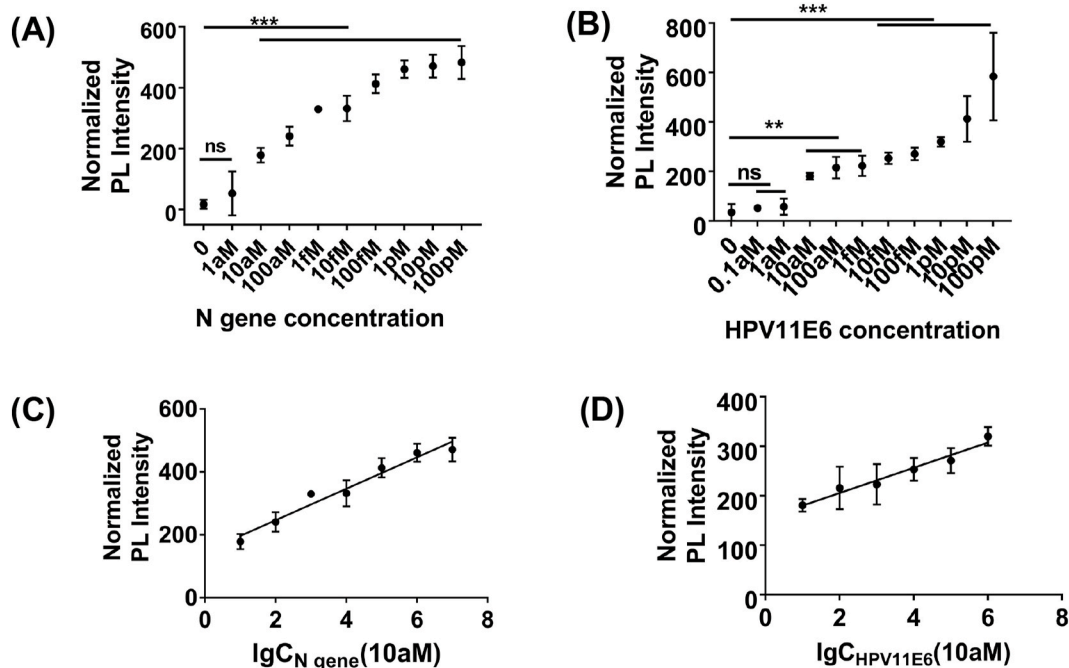 (A)
Normalized
PL Intensity
600
400
200
0
***
ns
0
1aM
10aM
100aM
1fM
10fM
100fM
1pM
10pM
100pM
N gene concentration
(B)
Normalized
PL Intensity
800
600
400
200
0
***
**
ns
0
0.1aM
1aM
10aM
100aM
1fM
10fM
100fM
1pM
10pM
100pM
HPV11E6 concentration
(C)
Normalized
PL Intensity
600
400
200
0
0 2 4 6 8
lgCN gene(10aM)
(D)
Normalized
PL Intensity
400
300
200
100
0
0 2 4 6 8
lgCHPV11E6(10aM)